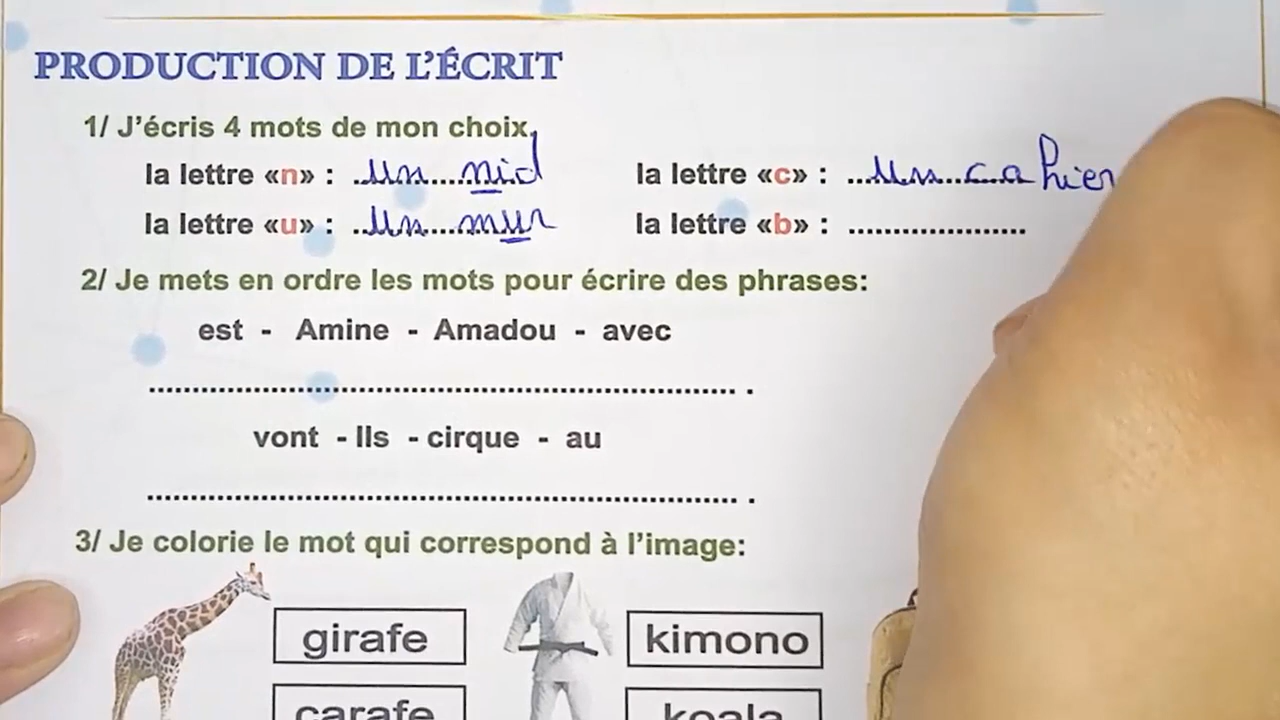 PRODUCTION DE L'ÉCRIT
1/ J'écris 4 mots de mon choix.
la lettre «n» : ..un.....nid la lettre «c» : ...un...cahier
la lettre «u» : ..un.....mur la lettre «b» : .....................
2/ Je mets en ordre les mots pour écrire des phrases:
est - Amine - Amadou - avec
..................................................................... .
vont - Ils - cirque - au
..................................................................... .
3/ Je colorie le mot qui correspond à l'image:
girafe kimono
carafe koala